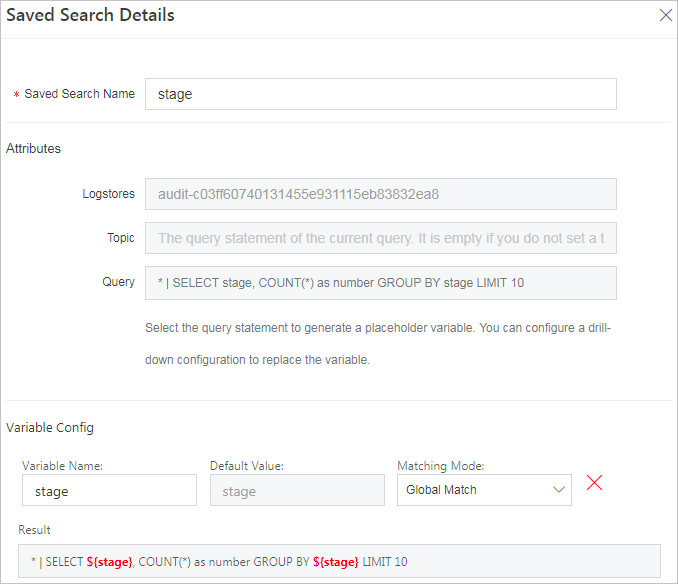 Saved Search Details
* Saved Search Name
stage
Attributes
Logstores
audit-c03ff60740131455e931115eb83832ea8
Topic
The query statement of the current query. It is empty if you do not set a t
Query
* | SELECT stage, COUNT(*) as number GROUP BY stage LIMIT 10
Select the query statement to generate a placeholder variable. You can configure a drill-
down configuration to replace the variable.
Variable Config
Variable Name: Default Value: Matching Mode:
stage stage Global Match
Result
* | SELECT ${stage}, COUNT(*) as number GROUP BY ${stage} LIMIT 10